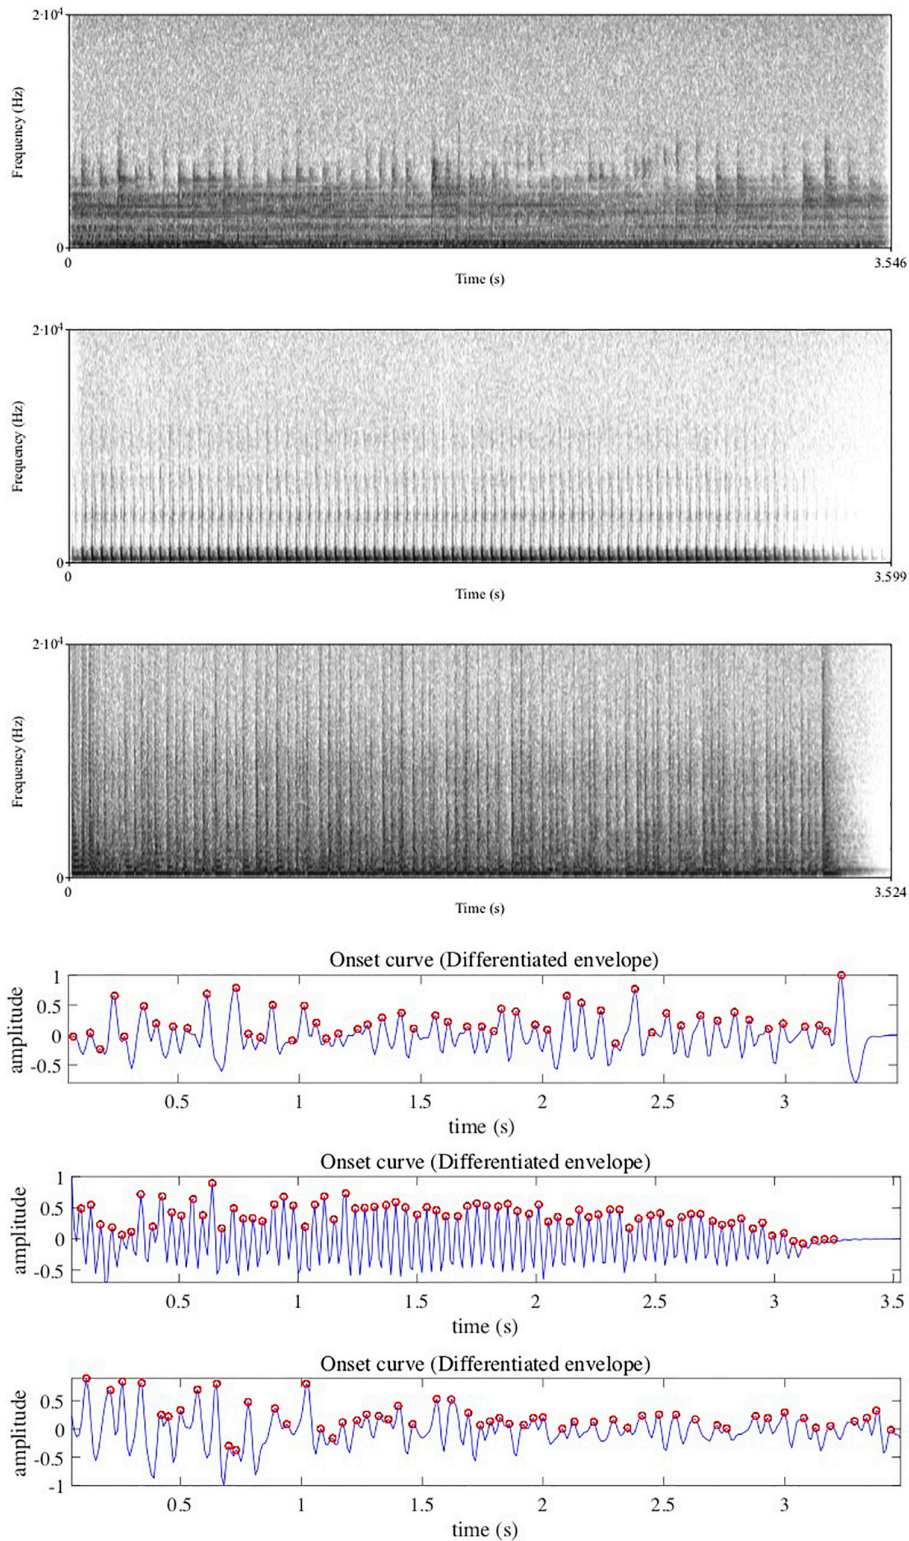 2·10⁴
Frequency (Hz)
0
0
3.546
Time (s)
2·10⁴
Frequency (Hz)
0
0
3.599
Time (s)
2·10⁴
Frequency (Hz)
0
0
3.524
Time (s)
Onset curve (Differentiated envelope)
1
0.5
0
-0.5
amplitude
0.5 1 1.5 2 2.5 3
time (s)
Onset curve (Differentiated envelope)
1
0.5
0
-0.5
amplitude
0.5 1 1.5 2 2.5 3 3.5
time (s)
Onset curve (Differentiated envelope)
0.5
0
-0.5
-1
amplitude
0.5 1 1.5 2 2.5 3
time (s)